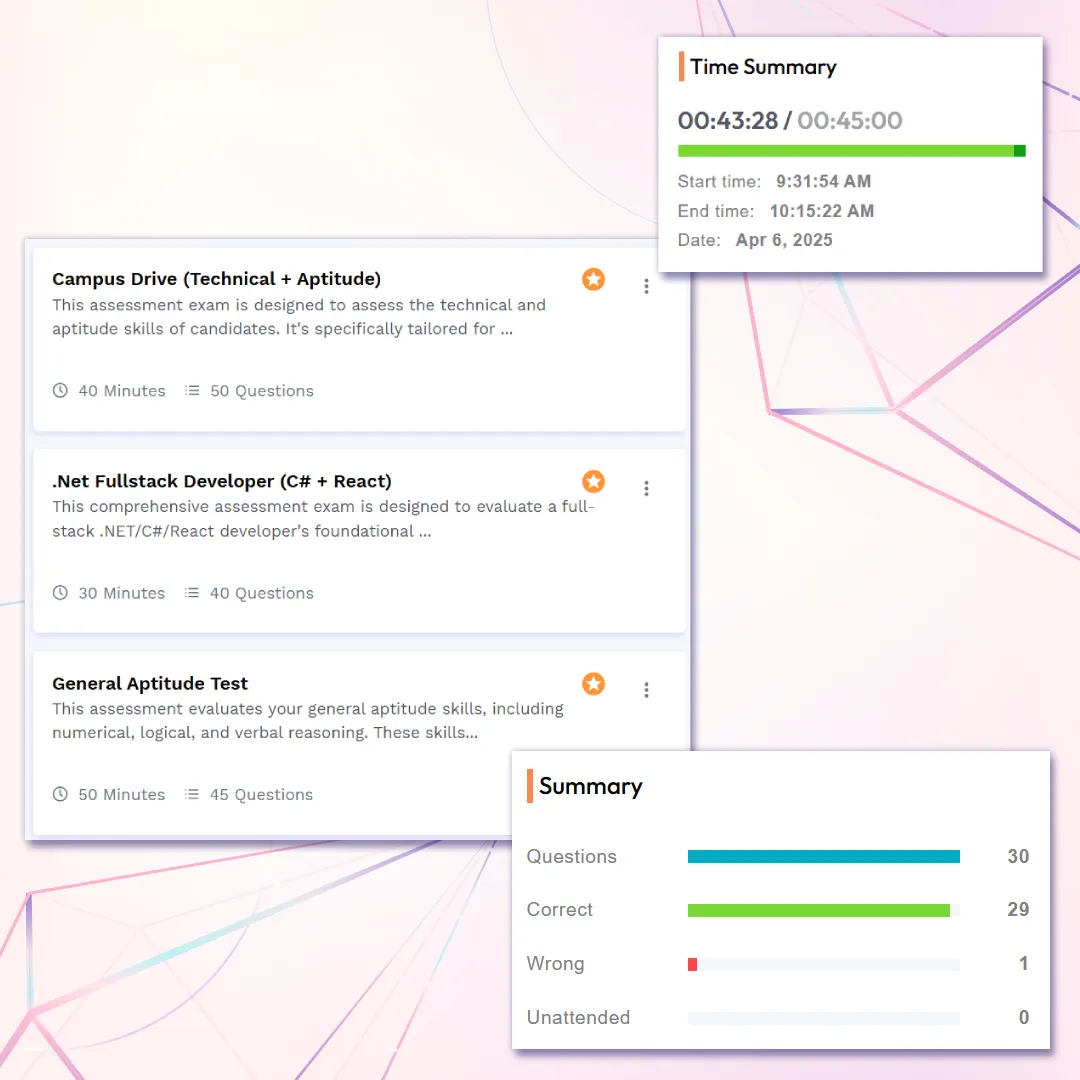 Time Summary
00:43:28 / 00:45:00
Start time: 9:31:54 AM
End time: 10:15:22 AM
Date: Apr 6, 2025
Campus Drive (Technical + Aptitude)
This assessment exam is designed to assess the technical and
aptitude skills of candidates. It's specifically tailored for ...
40 Minutes 50 Questions
.Net Fullstack Developer (C# + React)
This comprehensive assessment exam is designed to evaluate a full-
stack .NET/C#/React developer's foundational ...
30 Minutes 40 Questions
General Aptitude Test
This assessment evaluates your general aptitude skills, including
numerical, logical, and verbal reasoning. These skills...
50 Minutes 45 Questions
Summary
Questions 30
Correct 29
Wrong 1
Unattended 0